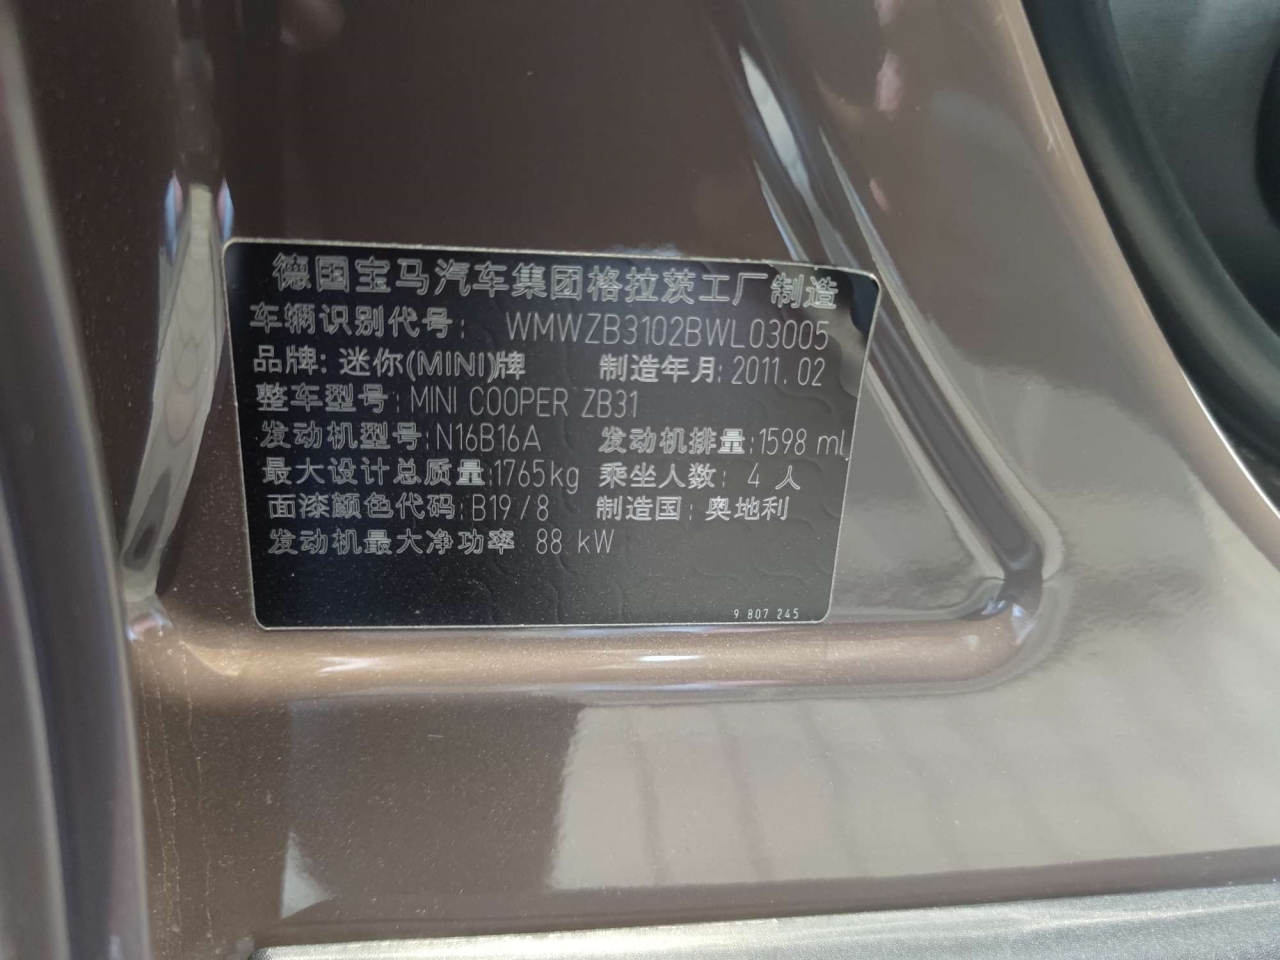 德国宝马汽车集团格拉茨工厂制造
车辆识别代号: WMWZB3102BWL03005
品牌: 迷你(MINI)牌 制造年月: 2011.02
整车型号: MINI COOPER ZB31
发动机型号: N16B16A 发动机排量: 1598 ml
最大设计总质量: 1765kg 乘坐人数: 4 人
面漆颜色代码: B19/8 制造国: 奥地利
发动机最大净功率 88 kW
9 807 245